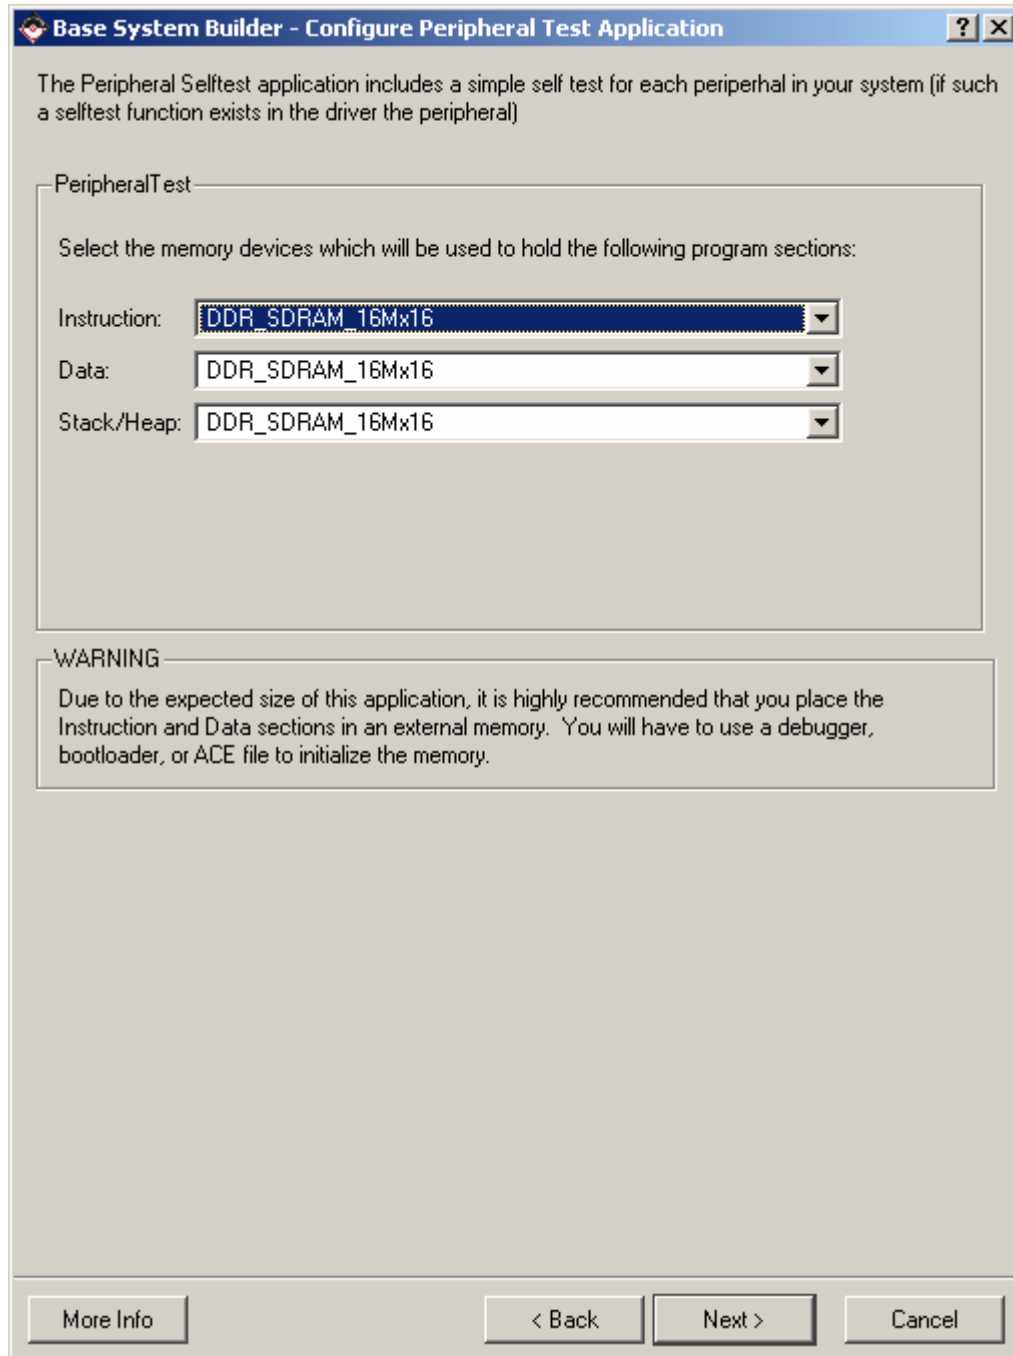 Base System Builder - Configure Peripheral Test Application
The Peripheral Selftest application includes a simple self test for each periperhal in your system (if such
a selftest function exists in the driver the peripheral)
PeripheralTest
Select the memory devices which will be used to hold the following program sections:
Instruction: DDR_SDRAM_16Mx16
Data: DDR_SDRAM_16Mx16
Stack/Heap: DDR_SDRAM_16Mx16
WARNING
Due to the expected size of this application, it is highly recommended that you place the
Instruction and Data sections in an external memory. You will have to use a debugger,
bootloader, or ACE file to initialize the memory.
More Info < Back Next > Cancel